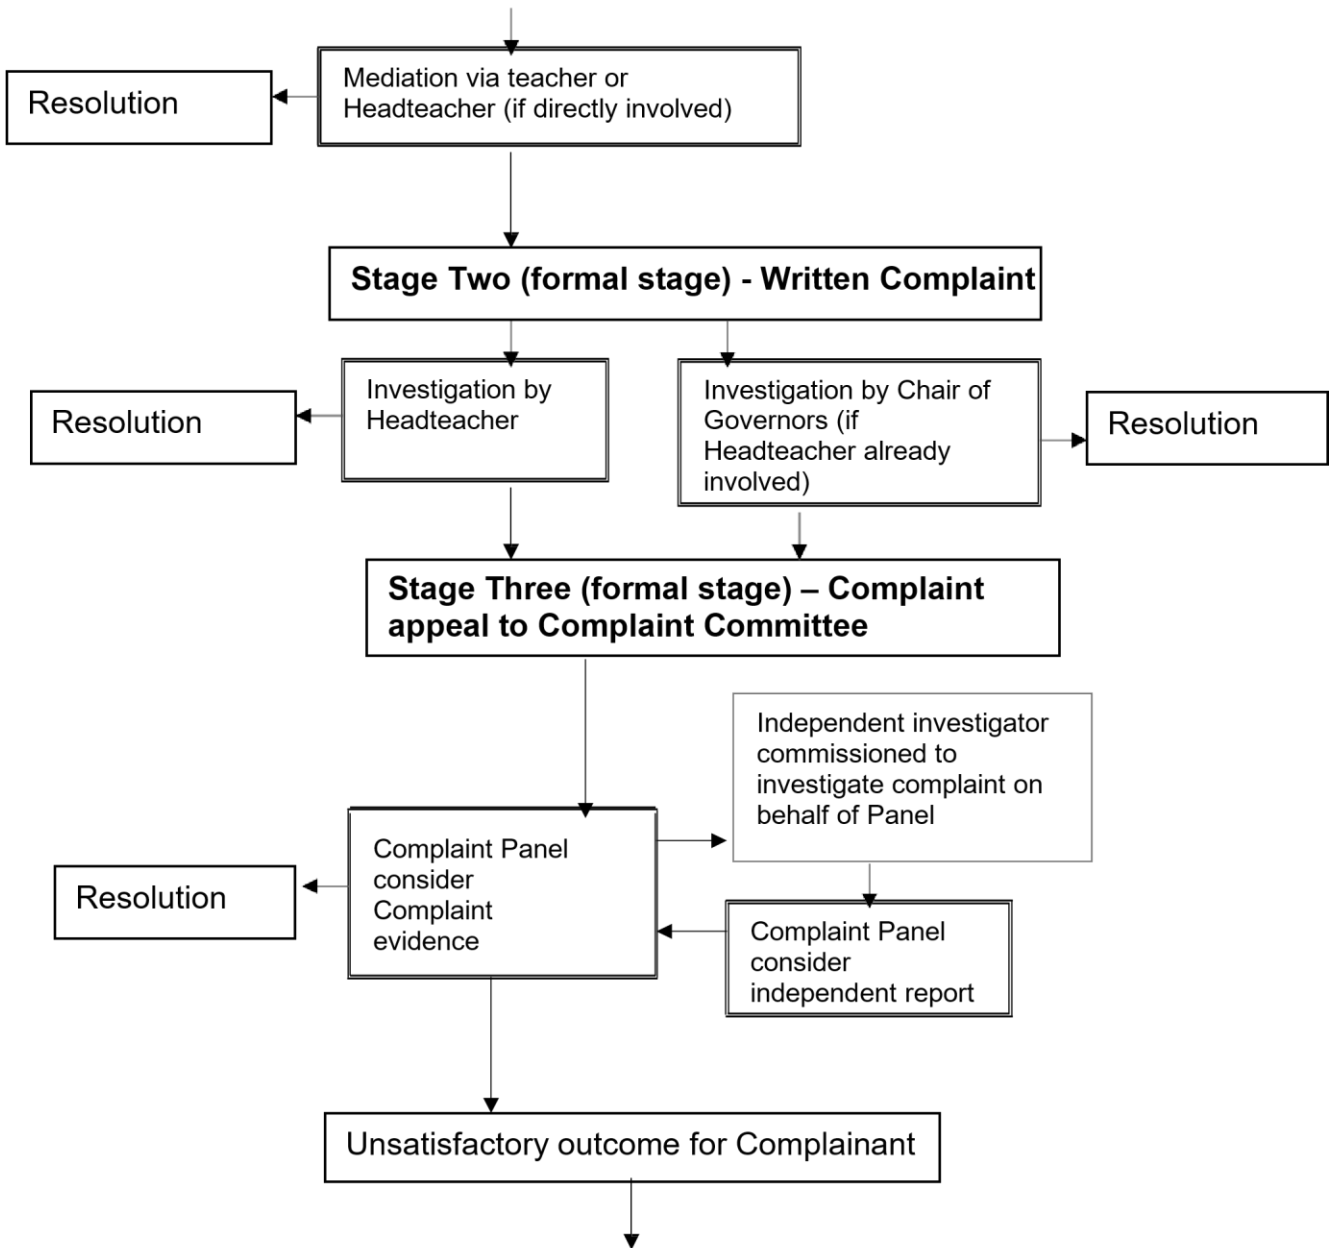 Mediation via teacher or
Headteacher (if directly involved)
Resolution
Stage Two (formal stage) - Written Complaint
Investigation by
Headteacher
Resolution
Investigation by Chair of
Governors (if
Headteacher already
involved)
Resolution
Stage Three (formal stage) – Complaint
appeal to Complaint Committee
Independent investigator
commissioned to
investigate complaint on
behalf of Panel
Complaint Panel
consider
Complaint
evidence
Resolution
Complaint Panel
consider
independent report
Unsatisfactory outcome for Complainant